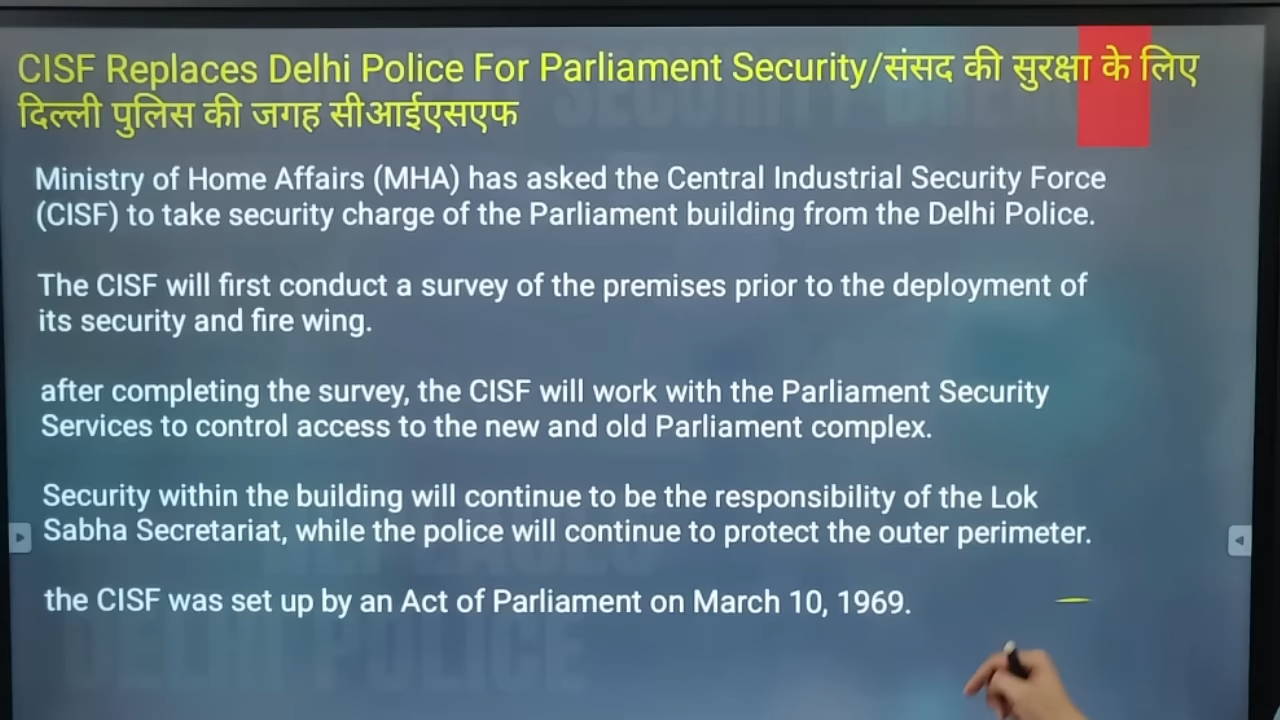 CISF Replaces Delhi Police For Parliament Security/संसद की सुरक्षा के लिए
दिल्ली पुलिस की जगह सीआईएसएफ
Ministry of Home Affairs (MHA) has asked the Central Industrial Security Force
(CISF) to take security charge of the Parliament building from the Delhi Police.
The CISF will first conduct a survey of the premises prior to the deployment of
its security and fire wing.
after completing the survey, the CISF will work with the Parliament Security
Services to control access to the new and old Parliament complex.
Security within the building will continue to be the responsibility of the Lok
Sabha Secretariat, while the police will continue to protect the outer perimeter.
the CISF was set up by an Act of Parliament on March 10, 1969.